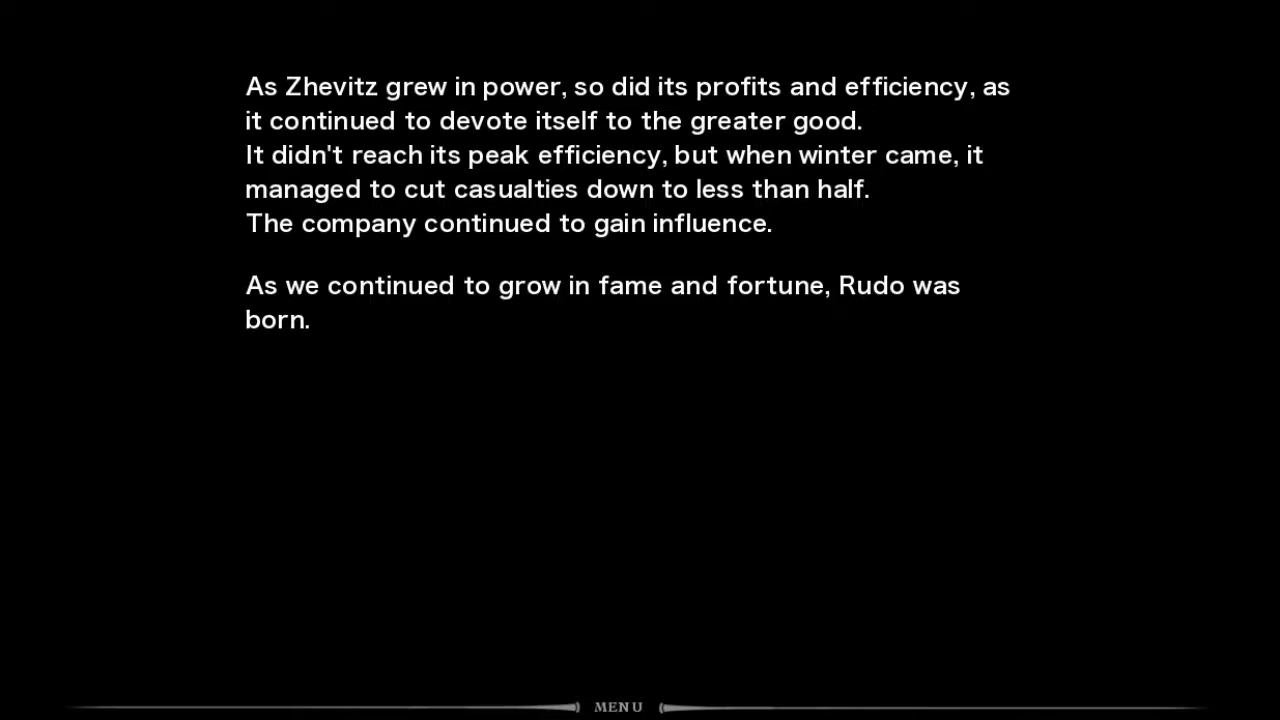 As Zhevitz grew in power, so did its profits and efficiency, as
it continued to devote itself to the greater good.
It didn't reach its peak efficiency, but when winter came, it
managed to cut casualties down to less than half.
The company continued to gain influence.
As we continued to grow in fame and fortune, Rudo was
born.
MENU